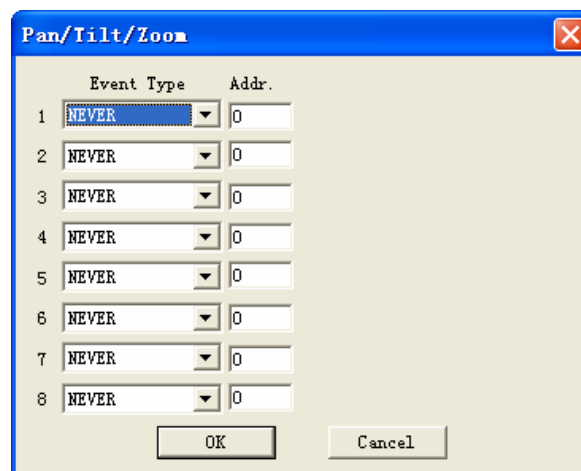 Pan/Tilt/Zoom
Event Type Addr.
1 NEVER 0
2 NEVER 0
3 NEVER 0
4 NEVER 0
5 NEVER 0
6 NEVER 0
7 NEVER 0
8 NEVER 0
OK Cancel